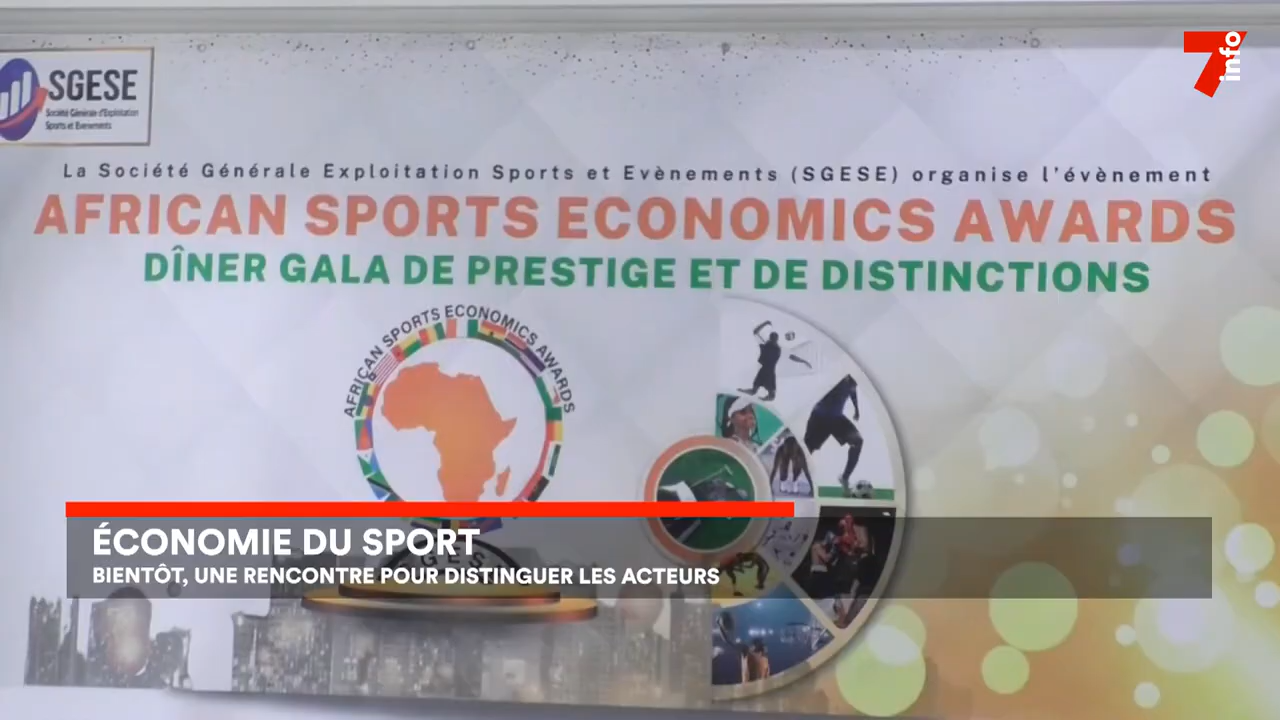 SGESE
Société Générale d'Exploitation
Sports et Evenements
7
info
La Société Générale Exploitation Sports et Evènements (SGESE) organise l'évènement
AFRICAN SPORTS ECONOMICS AWARDS
DÎNER GALA DE PRESTIGE ET DE DISTINCTIONS
AFRICAN SPORTS ECONOMICS AWARDS
ÉCONOMIE DU SPORT
BIENTÔT, UNE RENCONTRE POUR DISTINGUER LES ACTEURS